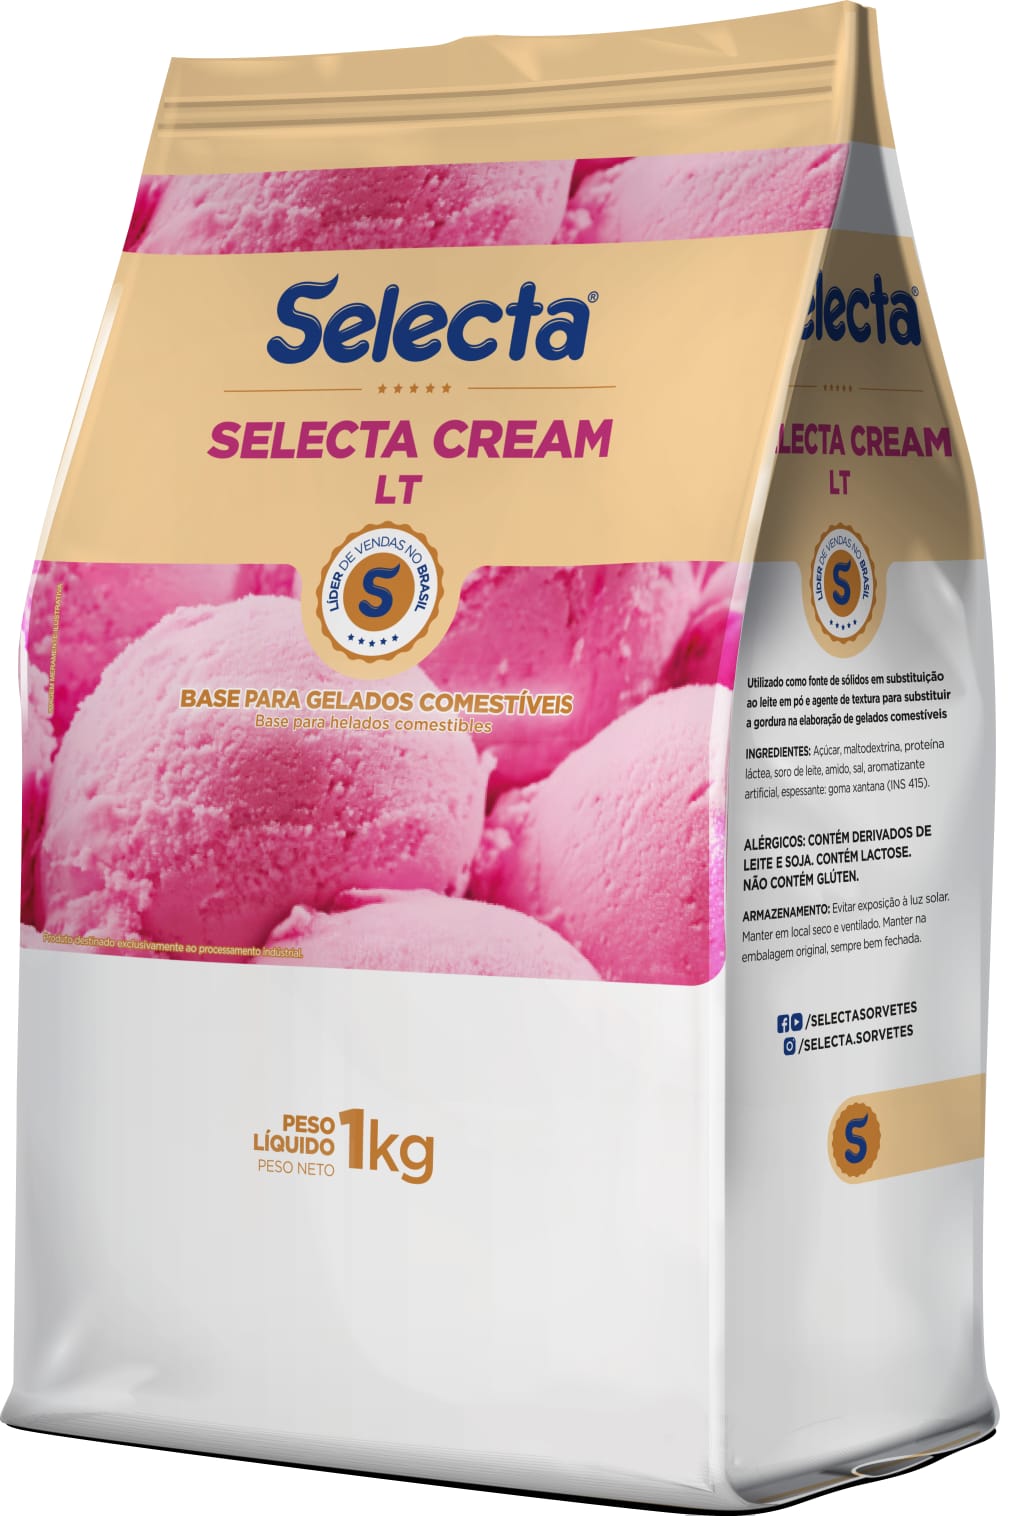 Selecta®
SELECTA CREAM
LT
LÍDER DE VENDAS NO BRASIL
S
BASE PARA GELADOS COMESTÍVEIS
Base para helados comestibles
IMAGEM MERAMENTE ILUSTRATIVA
Produto destinado exclusivamente ao processamento industrial.
PESO
LÍQUIDO
PESO NETO
1kg
electa®
LECTA CREAM
LT
LÍDER DE VENDAS NO BRASIL
S
Utilizado como fonte de sólidos em substituição
ao leite em pó e agente de textura para substituir
a gordura na elaboração de gelados comestíveis
INGREDIENTES: Açúcar, maltodextrina, proteína
láctea, soro de leite, amido, sal, aromatizante
artificial, espessante: goma xantana (INS 415).
ALÉRGICOS: CONTÉM DERIVADOS DE
LEITE E SOJA. CONTÉM LACTOSE.
NÃO CONTÉM GLÚTEN.
ARMAZENAMENTO: Evitar exposição à luz solar.
Manter em local seco e ventilado. Manter na
embalagem original, sempre bem fechada.
/SELECTASORVETES
/SELECTA.SORVETES
S